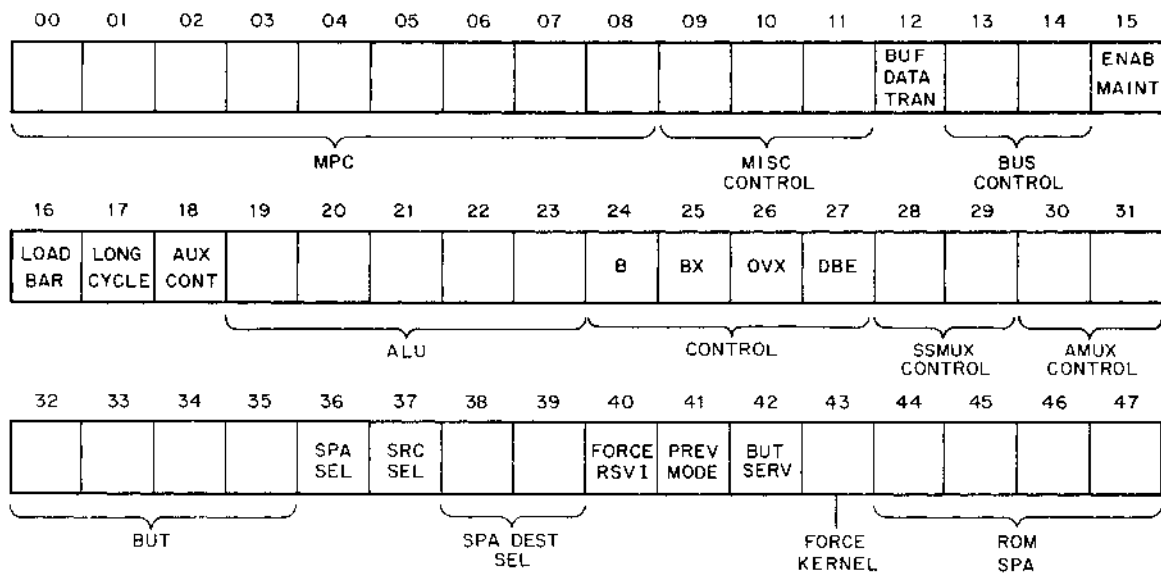 00 01 02 03 04 05 06 07 08 09 10 11 12 13 14 15
BUF DATA TRAN
ENAB MAINT
MPC
MISC CONTROL
BUS CONTROL
16 17 18 19 20 21 22 23 24 25 26 27 28 29 30 31
LOAD BAR
LONG CYCLE
AUX CONT
B
BX
OVX
DBE
ALU
CONTROL
SSMUX CONTROL
AMUX CONTROL
32 33 34 35 36 37 38 39 40 41 42 43 44 45 46 47
SPA SEL
SRC SEL
FORCE RSV1
PREV MODE
BUT SERV
BUT
SPA DEST SEL
FORCE KERNEL
ROM SPA